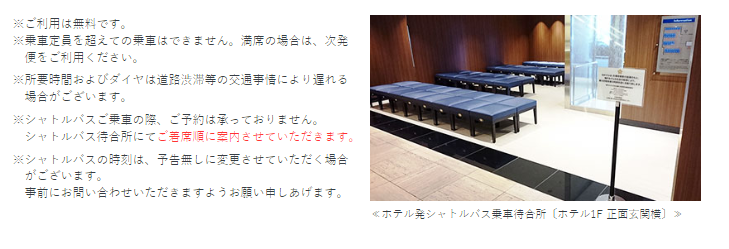 ※ご利用は無料です。
※乗車定員を超えての乗車はできません。満席の場合は、次発
便をご利用ください。
※所要時間およびダイヤは道路渋滞等の交通事情により遅れる
場合がございます。
※シャトルバスご乗車の際、ご予約は承っておりません。
シャトルバス待合所にてご着席順に案内させていただきます。
※シャトルバスの時刻は、予告無しに変更させていただく場合
がございます。
事前にお問い合わせいただきますようお願い申しあげます。
Information
≪ホテル発シャトルバス乗車待合所〔ホテル1F 正面玄関横〕≫